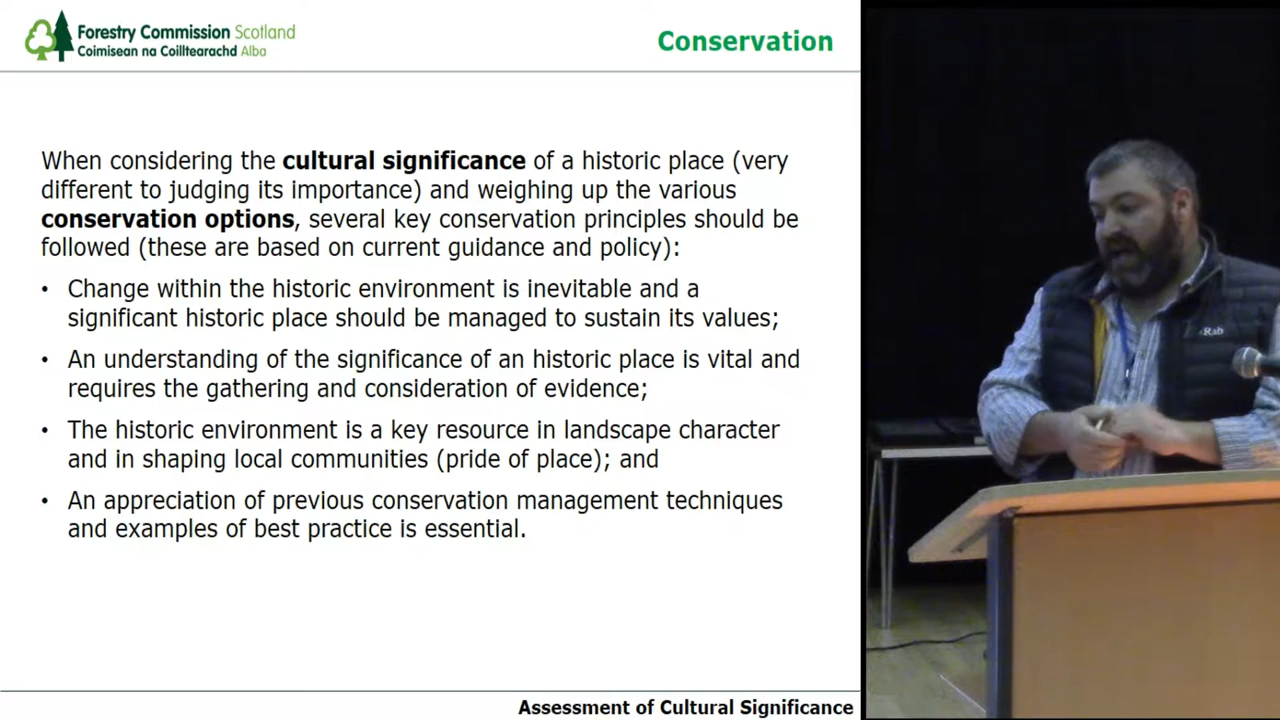 Forestry Commission Scotland
Coimisean na Coilltearachd Alba
Conservation
When considering the cultural significance of a historic place (very
different to judging its importance) and weighing up the various
conservation options, several key conservation principles should be
followed (these are based on current guidance and policy):
• Change within the historic environment is inevitable and a
significant historic place should be managed to sustain its values;
• An understanding of the significance of an historic place is vital and
requires the gathering and consideration of evidence;
• The historic environment is a key resource in landscape character
and in shaping local communities (pride of place); and
• An appreciation of previous conservation management techniques
and examples of best practice is essential.
Assessment of Cultural Significance
Rab